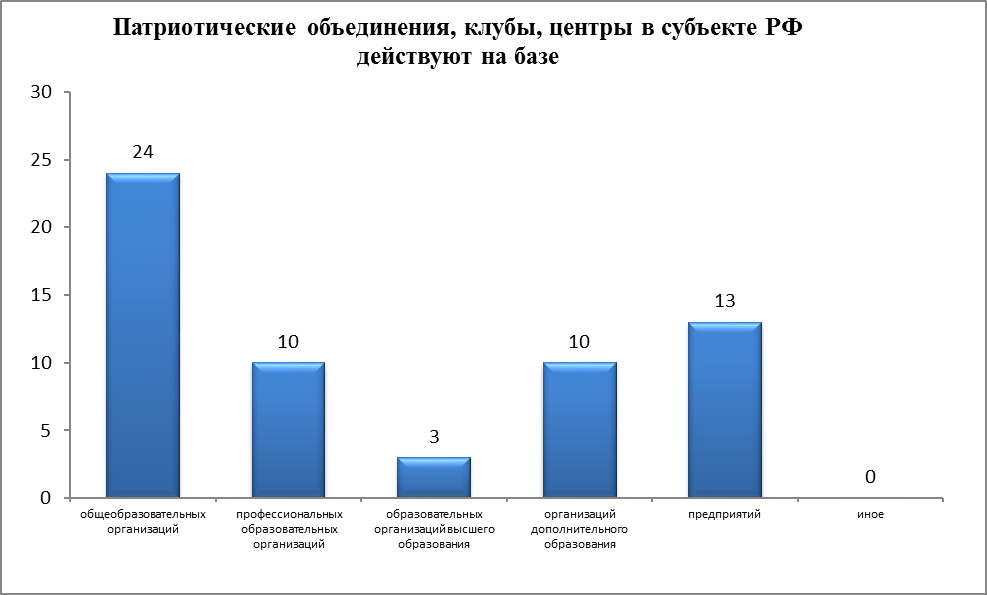 Патриотические объединения, клубы, центры в субъекте РФ
действуют на базе
30
25
20
15
10
5
0
24
10
3
10
13
0
общеобразовательных
организаций
профессиональных
образовательных
организаций
образовательных
организаций высшего
образования
организаций
дополнительного
образования
предприятий
иное